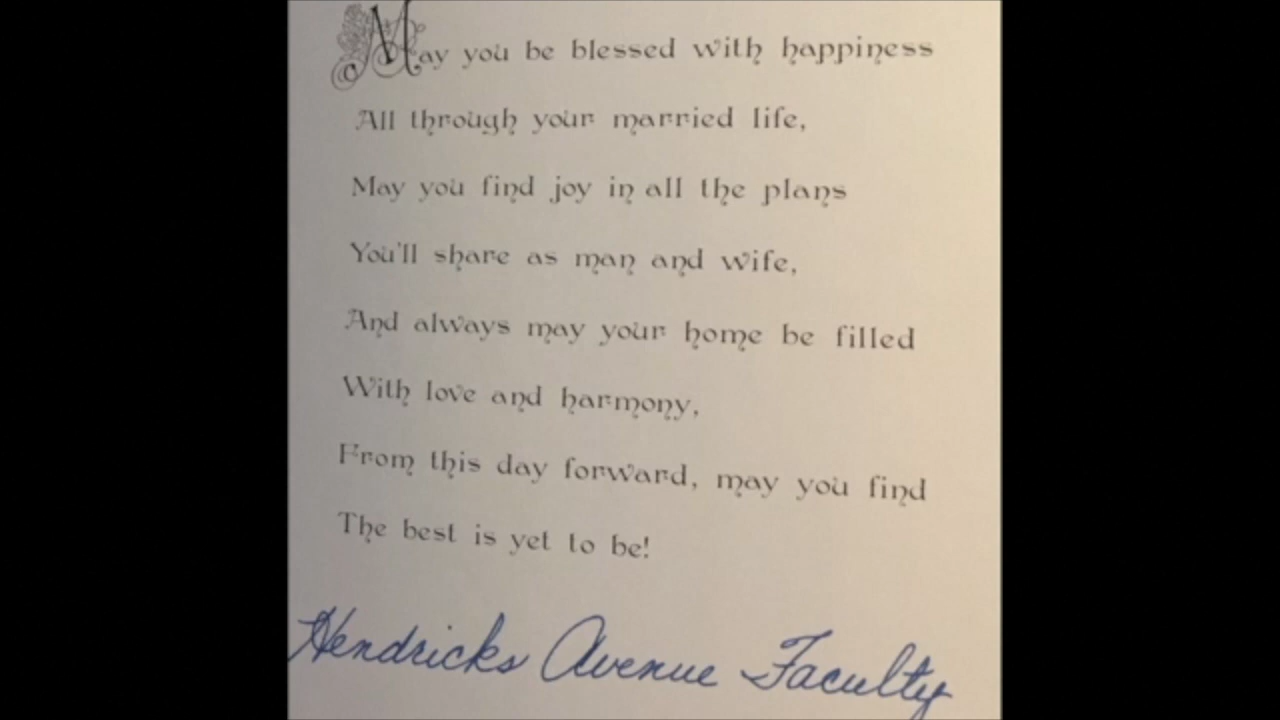 May you be blessed with happiness
All through your married life,
May you find joy in all the plans
You'll share as man and wife,
And always may your home be filled
With love and harmony,
From this day forward, may you find
The best is yet to be!
Hendricks Avenue Faculty